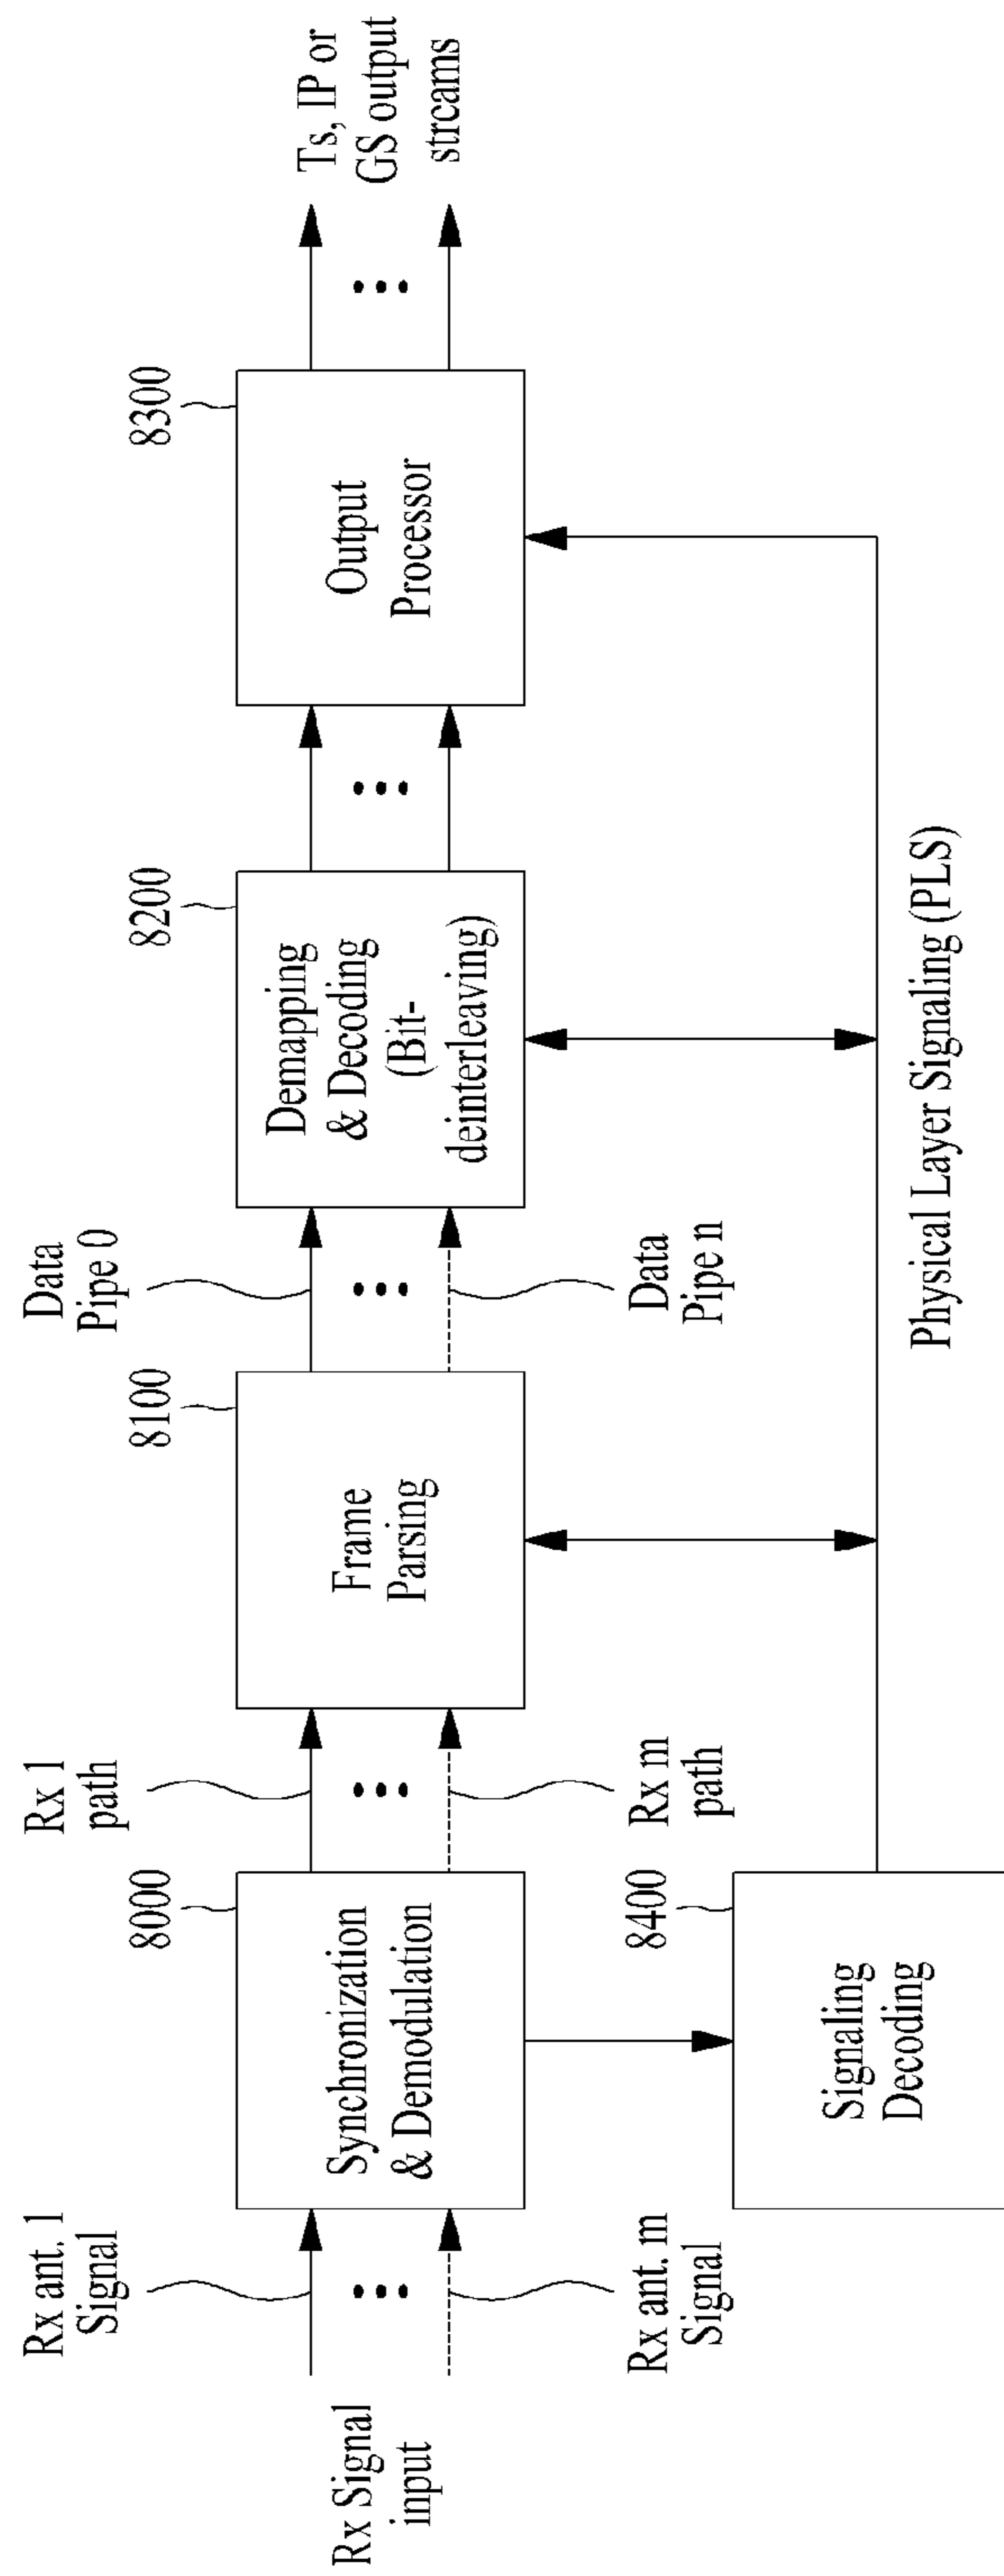 Rx Signal
input
Rx ant. 1
Signal
Rx ant. m
Signal
8000
Synchronization
& Demodulation
Rx 1
path
Rx m
path
8100
Frame
Parsing
Data
Pipe 0
Data
Pipe n
8200
Demapping
& Decoding
(Bit-
deinterleaving)
8300
Output
Processor
Ts, IP or
GS output
strcams
8400
Signaling
Decoding
Physical Layer Signaling (PLS)